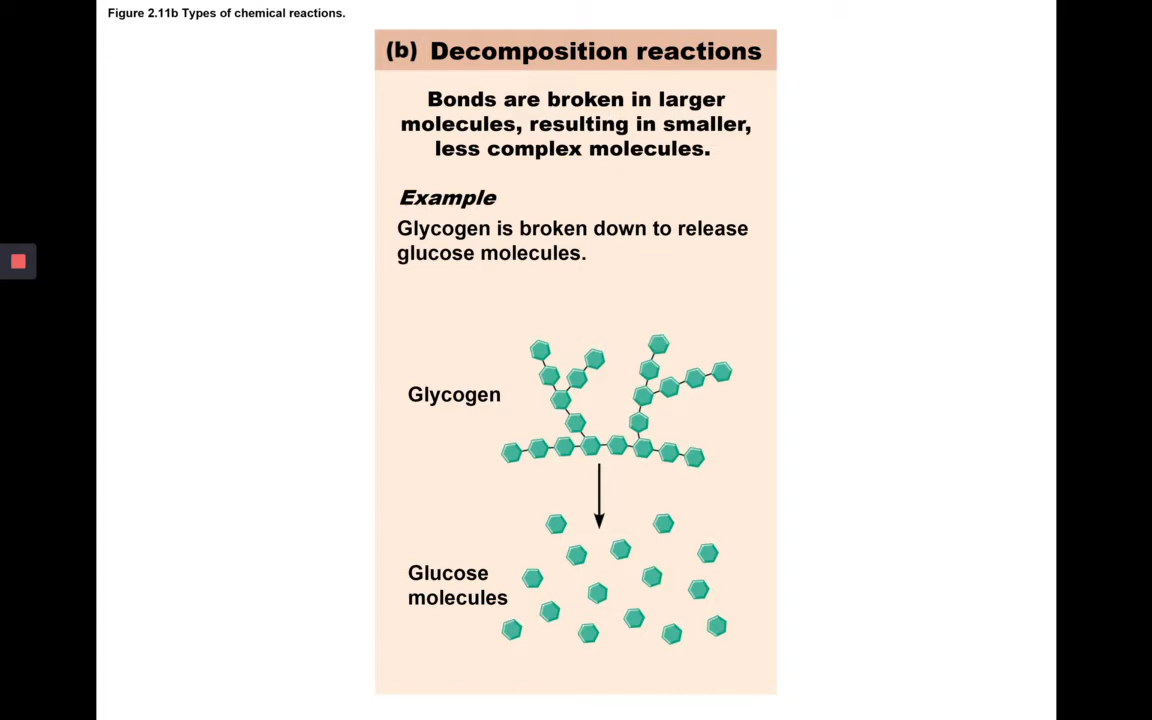 Figure 2.11b Types of chemical reactions.
(b) Decomposition reactions
Bonds are broken in larger
molecules, resulting in smaller,
less complex molecules.
Example
Glycogen is broken down to release
glucose molecules.
Glycogen
Glucose
molecules